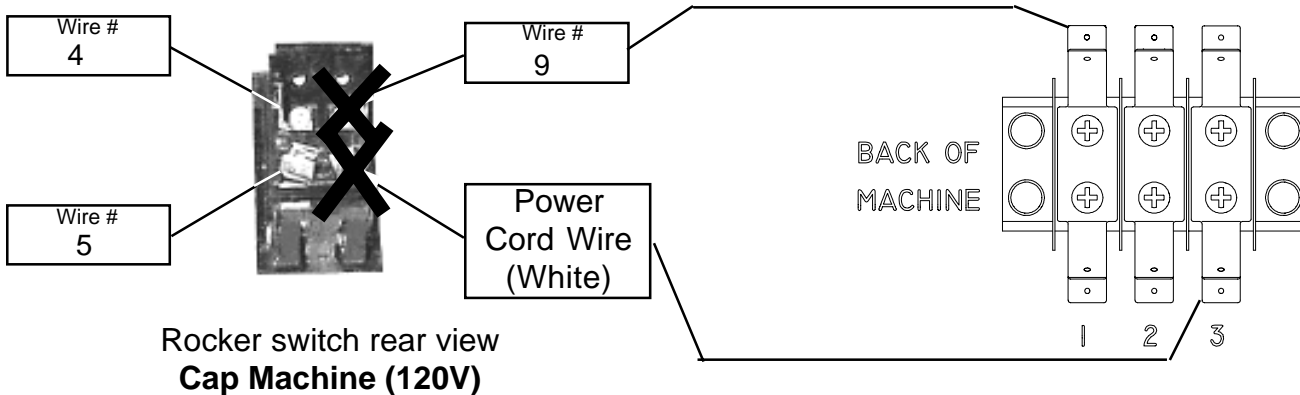 Wire #
4
Wire #
9
BACK OF
MACHINE
Wire #
5
Power
Cord Wire
(White)
1 2 3
Rocker switch rear view
Cap Machine (120V)